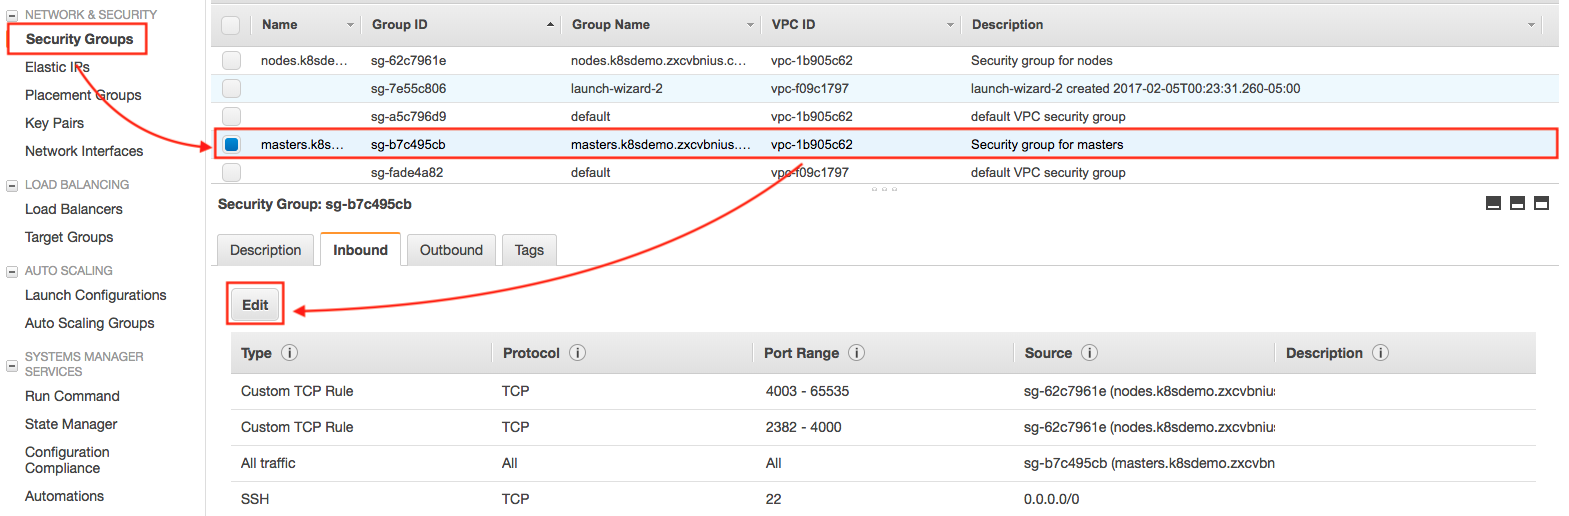 NETWORK & SECURITY
Security Groups
Elastic IPs
Placement Groups
Key Pairs
Network Interfaces
LOAD BALANCING
Load Balancers
Target Groups
AUTO SCALING
Launch Configurations
Auto Scaling Groups
SYSTEMS MANAGER
SERVICES
Run Command
State Manager
Configuration
Compliance
Automations
Name Group ID Group Name VPC ID Description
nodes.k8sde... sg-62c7961e nodes.k8sdemo.zxcvbnius.c... vpc-1b905c62 Security group for nodes
sg-7e55c806 launch-wizard-2 vpc-f09c1797 launch-wizard-2 created 2017-02-05T00:23:31.260-05:00
sg-a5c796d9 default vpc-1b905c62 default VPC security group
masters.k8s... sg-b7c495cb masters.k8sdemo.zxcvbnius.... vpc-1b905c62 Security group for masters
sg-fade4a82 default vpc-f09c1797 default VPC security group
Security Group: sg-b7c495cb
Description Inbound Outbound Tags
Edit
Type i Protocol i Port Range i Source i Description i
Custom TCP Rule TCP 4003 - 65535 sg-62c7961e (nodes.k8sdemo.zxcvbniu
Custom TCP Rule TCP 2382 - 4000 sg-62c7961e (nodes.k8sdemo.zxcvbniu
All traffic All All sg-b7c495cb (masters.k8sdemo.zxcvbn
SSH TCP 22 0.0.0.0/0